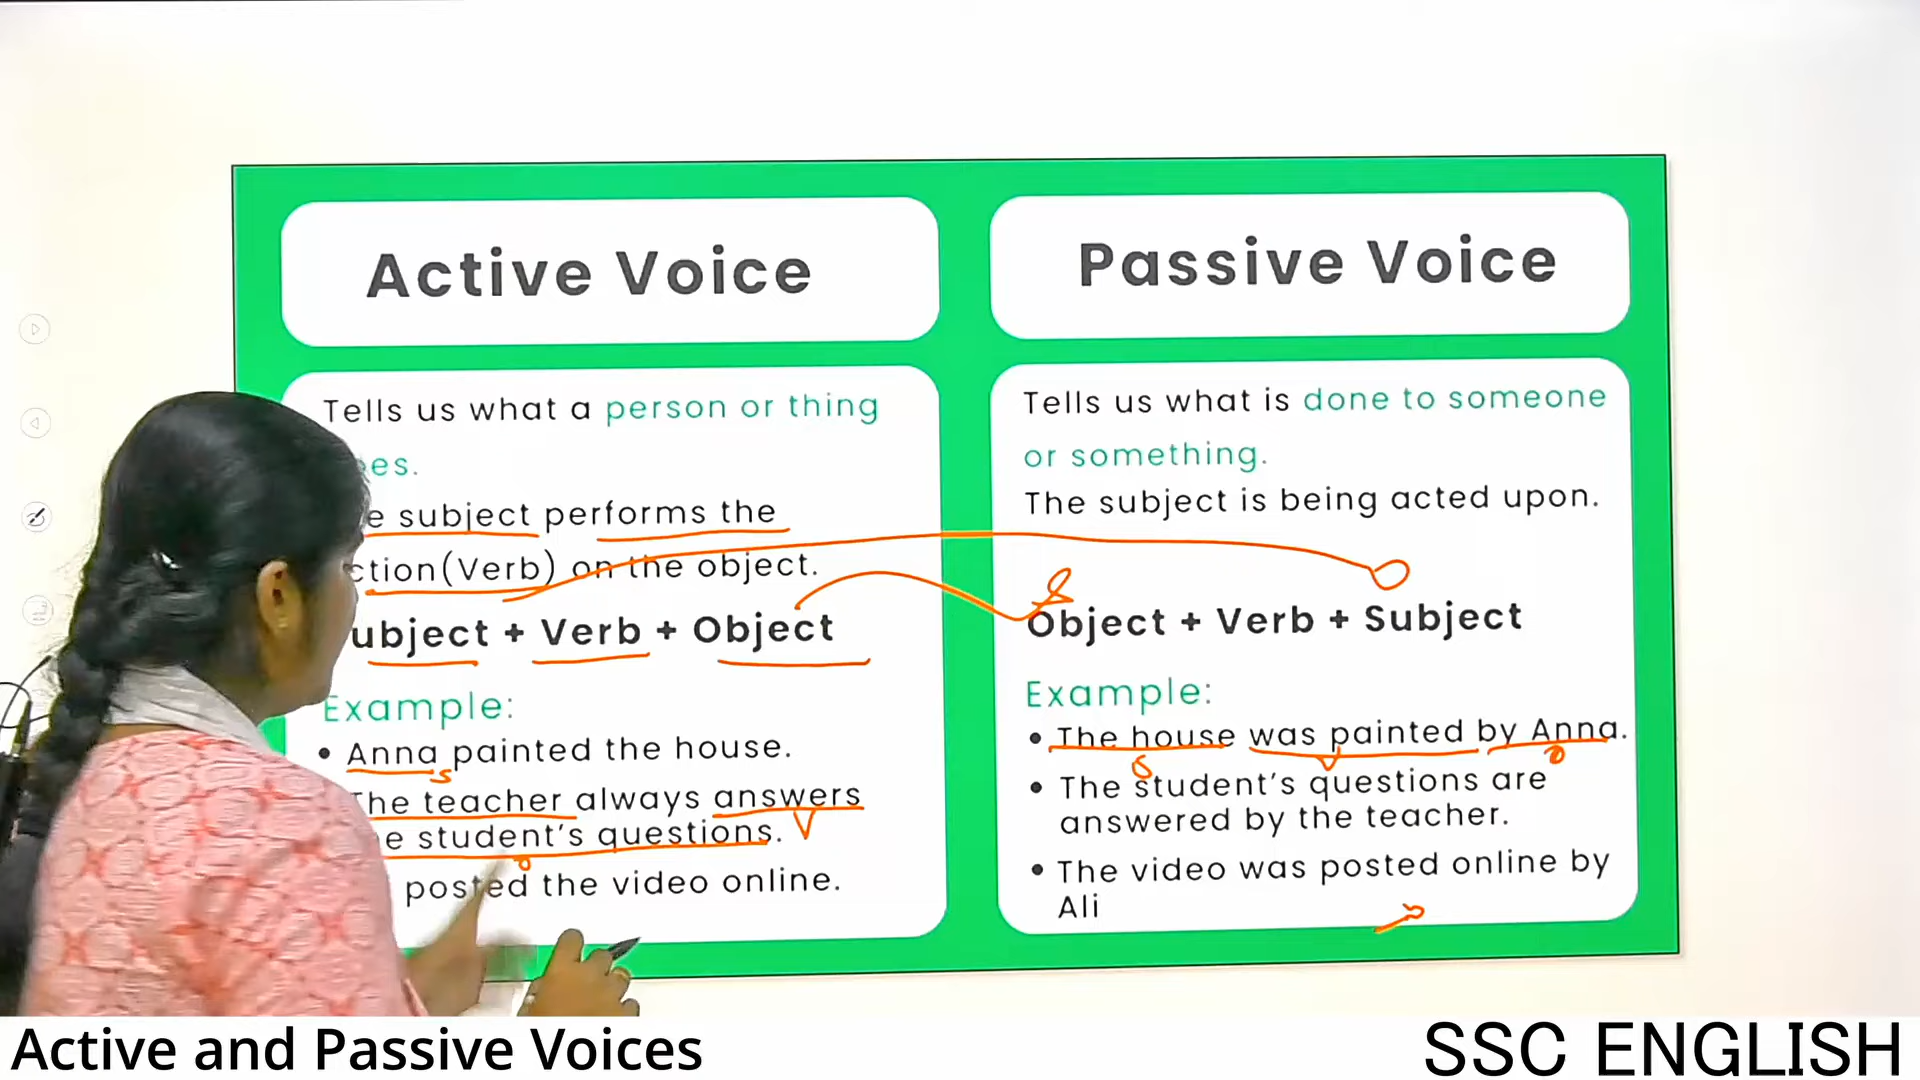 Active Voice
Passive Voice
Tells us what a person or thing
es.
e subject performs the
ction(Verb) on the object.
ubject + Verb + Object
Example:
• Anna painted the house.
s
The teacher always answers
V
e student's questions.
o
posted the video online.
Tells us what is done to someone
or something.
The subject is being acted upon.
Object + Verb + Subject
Example:
• The house was painted by Anna.
S V O
• The student's questions are
answered by the teacher.
• The video was posted online by
Ali
Active and Passive Voices
SSC ENGLISH